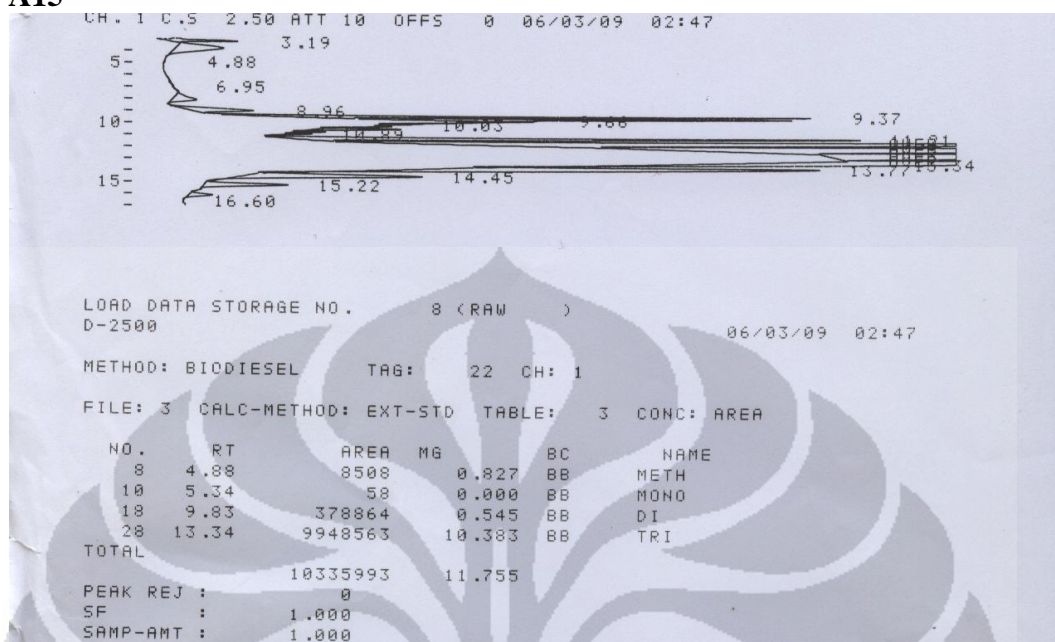 A15
CH. 1 C.S 2.50 ATT 10 OFFS 0 06/03/09 02:47
3.19
5- 4.88
6.95
8.96
10- 10.03 9.68 9.37
10.99
13.34
13.77
15- 15.22 14.45
16.60
LOAD DATA STORAGE NO. 8 (RAW )
D-2500 06/03/09 02:47
METHOD: BIODIESEL TAG: 22 CH: 1
FILE: 3 CALC-METHOD: EXT-STD TABLE: 3 CONC: AREA
NO. RT AREA MG BC NAME
8 4.88 8508 0.827 BB METH
10 5.34 58 0.000 BB MONO
18 9.83 378864 0.545 BB DI
28 13.34 9948563 10.383 BB TRI
TOTAL
10335993 11.755
PEAK REJ : 0
SF : 1.000
SAMP-AMT : 1.000